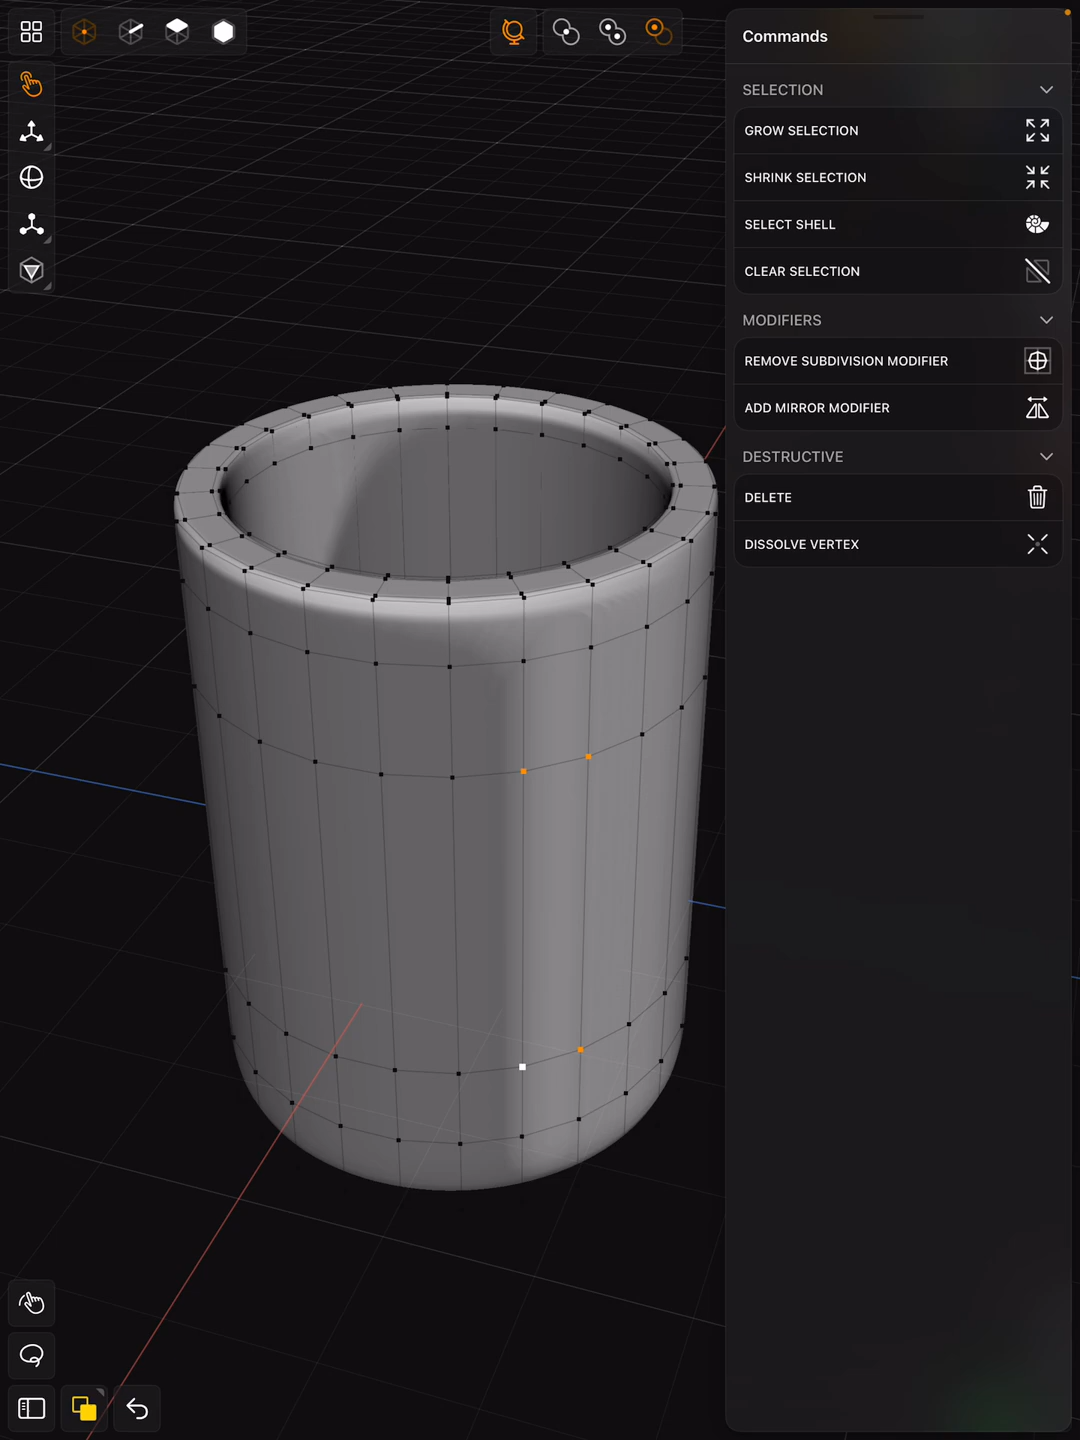 Commands
SELECTION
GROW SELECTION
SHRINK SELECTION
SELECT SHELL
CLEAR SELECTION
MODIFIERS
REMOVE SUBDIVISION MODIFIER
ADD MIRROR MODIFIER
DESTRUCTIVE
DELETE
DISSOLVE VERTEX